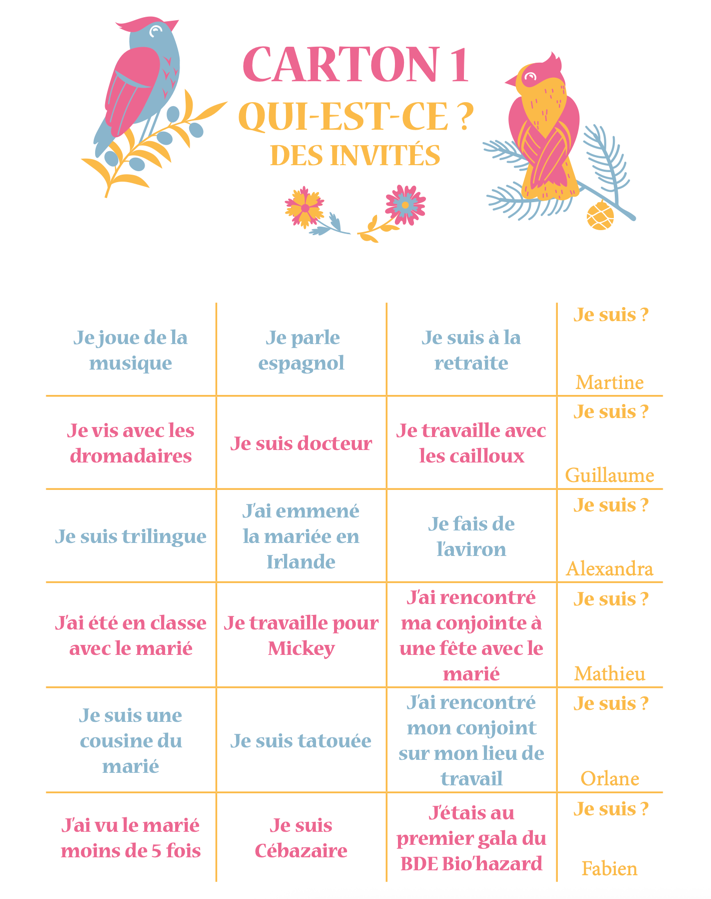 CARTON 1
QUI-EST-CE ?
DES INVITÉS
Je joue de la
musique
Je parle
espagnol
Je suis à la
retraite
Je suis ?
Martine
Je vis avec les
dromadaires
Je suis docteur
Je travaille avec
les cailloux
Je suis ?
Guillaume
Je suis trilingue
J'ai emmené
la mariée en
Irlande
Je fais de
l'aviron
Je suis ?
Alexandra
J'ai été en classe
avec le marié
Je travaille pour
Mickey
J'ai rencontré
ma conjointe à
une fête avec le
marié
Je suis ?
Mathieu
Je suis une
cousine du
marié
Je suis tatouée
J'ai rencontré
mon conjoint
sur mon lieu de
travail
Je suis ?
Orlane
J'ai vu le marié
moins de 5 fois
Je suis
Cébazaire
J'étais au
premier gala du
BDE Bio'hazard
Je suis ?
Fabien